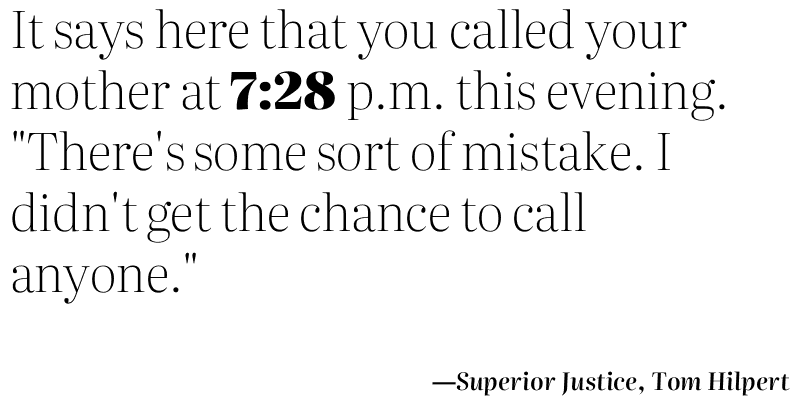 It says here that you called your
mother at 7:28 p.m. this evening.
"There's some sort of mistake. I
didn't get the chance to call
anyone."
—Superior Justice, Tom Hilpert